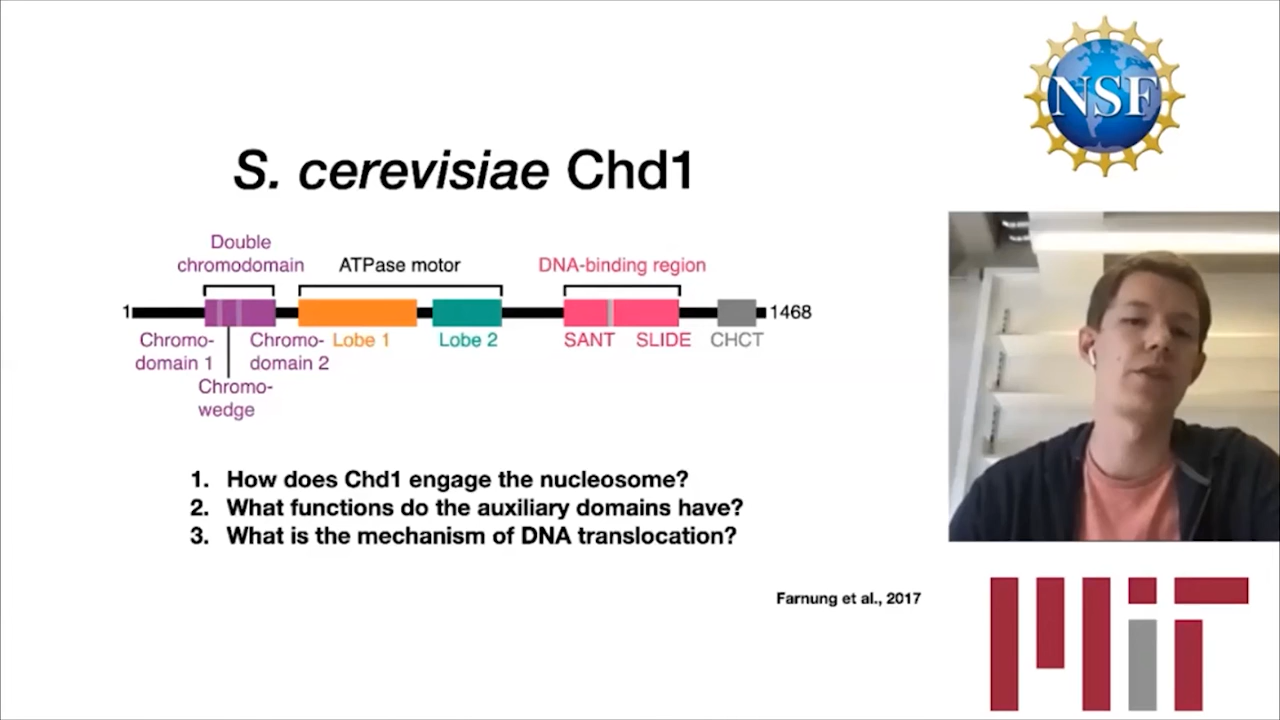 NSF
S. cerevisiae Chd1
Double
chromodomain
ATPase motor
DNA-binding region
1
1468
Chromo-
domain 1
Chromo-
domain 2
Lobe 1
Lobe 2
SANT
SLIDE
CHCT
Chromo-
wedge
1. How does Chd1 engage the nucleosome?
2. What functions do the auxiliary domains have?
3. What is the mechanism of DNA translocation?
Farnung et al., 2017
MIT